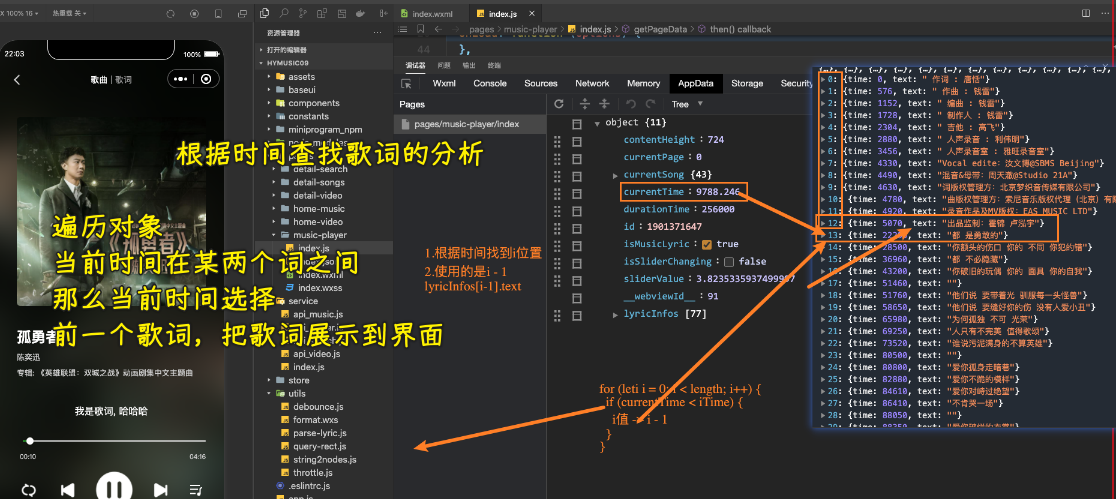 X 100% 16
热重载 关
index.wxml
index.js
pages > music-player > index.js > getPageData > then() callback
44
},
22:03
100%
歌曲 | 歌词
根据时间查找歌词的分析
遍历对象
当前时间在某两个词之间
那么当前时间选择
前一个歌词，把歌词展示到界面
孤勇者
陈奕迅
专辑: 《英雄联盟：双城之战》动画剧集中文主题曲
我是歌词, 哈哈哈
00:10
04:16
资源管理器
打开的编辑器
HYMUSIC09
assets
baseui
components
constants
miniprogram_npm
detail-search
detail-songs
detail-video
home-music
home-video
music-player
index.js
index.wxml
index.wxss
service
api_music.js
api_video.js
index.js
store
utils
debounce.js
format.wxs
parse-lyric.js
query-rect.js
string2nodes.js
throttle.js
.eslintrc.js
app.js
调试器 问题 输出 终端
Wxml Console Sources Network Memory AppData Storage Security
Pages
pages/music-player/index
Tree
object {11}
contentHeight : 724
currentPage : 0
currentSong {43}
currentTime : 9788.246
durationTime : 256000
id : 1901371647
isMusicLyric : true
isSliderChanging : false
sliderValue : 3.8235335937499997
__webviewId__ : 91
lyricInfos [77]
1.根据时间找到i位置
2.使用的是i - 1
lyricInfos[i-1].text
for (leti i = 0; i < length; i++) {
if (currentTime < iTime) {
i值 -> i - 1
}
}
0: {time: 0, text: " 作词 : 唐恬"}
1: {time: 576, text: " 作曲 : 钱雷"}
2: {time: 1152, text: " 编曲 : 钱雷"}
3: {time: 1728, text: " 制作人 : 钱雷"}
4: {time: 2304, text: " 吉他 : 高飞"}
5: {time: 2880, text: " 人声录音 : 利伟明"}
6: {time: 3456, text: " 人声录音室 : 雅旺录音室"}
7: {time: 4330, text: "Vocal edite：汝文博@SBMS Beijing"}
8: {time: 4490, text: "混音&母带：周天澈@Studio 21A"}
9: {time: 4630, text: "词版权管理方：北京梦织音传媒有限公司"}
10: {time: 4780, text: "曲版权管理方：索尼音乐版权代理（北京）有限
11: {time: 4920, text: "录音作品及MV版权：EAS MUSIC LTD"}
12: {time: 5070, text: "出品监制：霍锦 卢泓宇"}
13: {time: 22270, text: "都 是勇敢的"}
14: {time: 28500, text: "你额头的伤口 你的 不同 你犯的错"}
15: {time: 36960, text: "都 不必隐藏"}
16: {time: 43200, text: "你破旧的玩偶 你的 面具 你的自我"}
17: {time: 51460, text: ""}
18: {time: 51760, text: "他们说 要带着光 驯服每一头怪兽"}
19: {time: 58650, text: "他们说 要缝好你的伤 没有人爱小丑"}
20: {time: 65980, text: "为何孤独 不可 光荣"}
21: {time: 69250, text: "人只有不完美 值得歌颂"}
22: {time: 73520, text: "谁说污泥满身的不算英雄"}
23: {time: 80500, text: ""}
24: {time: 80800, text: "爱你孤身走暗巷"}
25: {time: 82880, text: "爱你不跪的模样"}
26: {time: 84610, text: "爱你对峙过绝望"}
27: {time: 86410, text: "不肯哭一场"}
28: {time: 88050, text: ""}